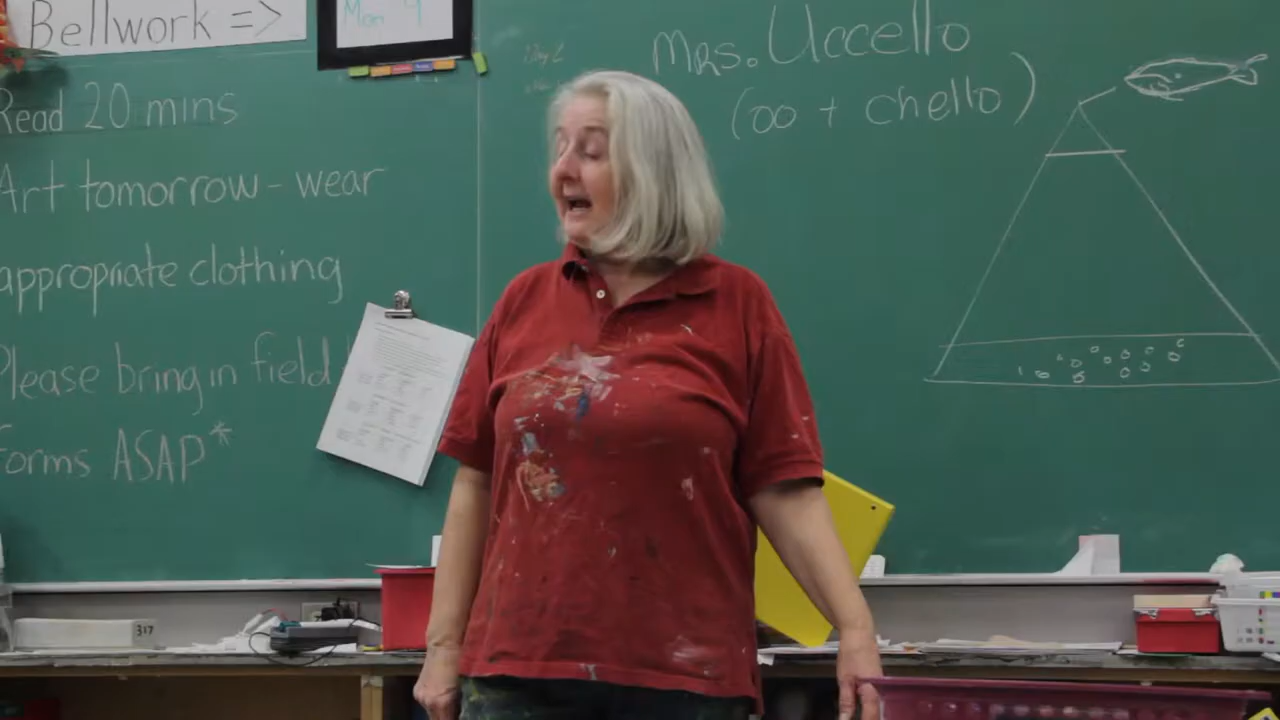 Bellwork =>
Mon 9
Read 20 mins
Art tomorrow - wear
appropriate clothing
Please bring in field
forms ASAP*
Mrs. Uccello
(oo + chello)
317